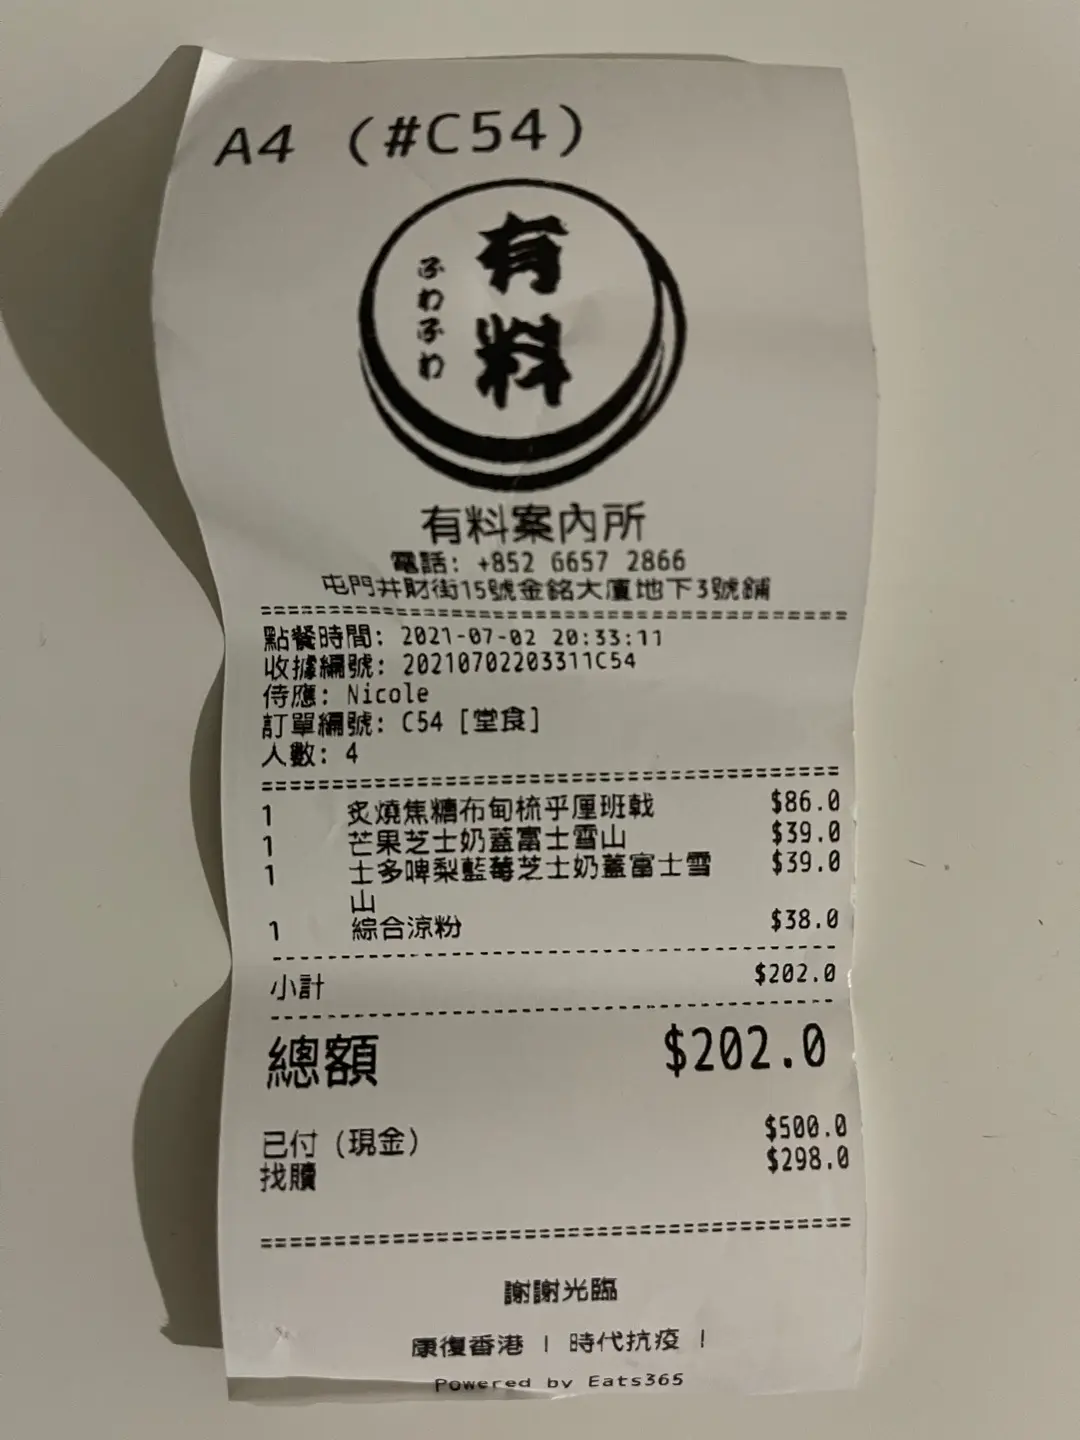 A4 (#C54)
有料
ふわふわ
有料案內所
電話: +852 6657 2866
屯門井財街15號金銘大廈地下3號舖
點餐時間: 2021-07-02 20:33:11
收據編號: 20210702203311C54
侍應: Nicole
訂單編號: C54 [堂食]
人數: 4
1 炙燒焦糖布甸梳乎厘班戟 $86.0
1 芒果芝士奶蓋富士雪山 $39.0
1 士多啤梨藍莓芝士奶蓋富士雪 $39.0
山
1 綜合涼粉 $38.0
小計 $202.0
總額 $202.0
已付 (現金) $500.0
找贖 $298.0
謝謝光臨
康復香港 | 時代抗疫 |
Powered by Eats365